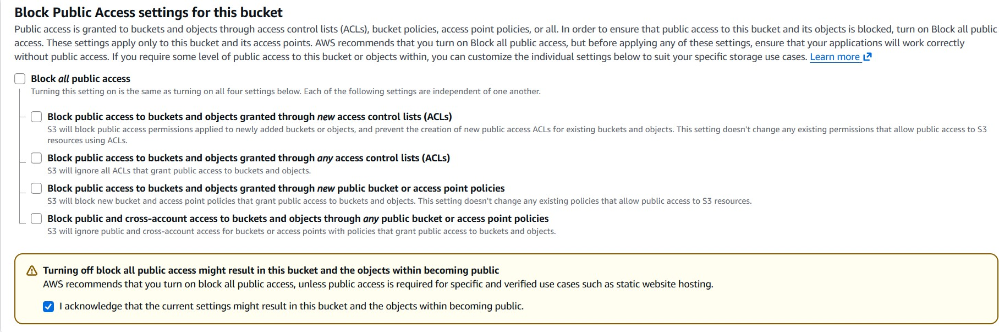 Block Public Access settings for this bucket
Public access is granted to buckets and objects through access control lists (ACLs), bucket policies, access point policies, or all. In order to ensure that public access to this bucket and its objects is blocked, turn on Block all public
access. These settings apply only to this bucket and its access points. AWS recommends that you turn on Block all public access, but before applying any of these settings, ensure that your applications will work correctly
without public access. If you require some level of public access to this bucket or objects within, you can customize the individual settings below to suit your specific storage use cases. Learn more
Block all public access
Turning this setting on is the same as turning on all four settings below. Each of the following settings are independent of one another.
Block public access to buckets and objects granted through new access control lists (ACLs)
S3 will block public access permissions applied to newly added buckets or objects, and prevent the creation of new public access ACLs for existing buckets and objects. This setting doesn't change any existing permissions that allow public access to S3
resources using ACLs.
Block public access to buckets and objects granted through any access control lists (ACLs)
S3 will ignore all ACLs that grant public access to buckets and objects.
Block public access to buckets and objects granted through new public bucket or access point policies
S3 will block new bucket and access point policies that grant public access to buckets and objects. This setting doesn't change any existing policies that allow public access to S3 resources.
Block public and cross-account access to buckets and objects through any public bucket or access point policies
S3 will ignore public and cross-account access for buckets or access points with policies that grant public access to buckets and objects.
Turning off block all public access might result in this bucket and the objects within becoming public
AWS recommends that you turn on block all public access, unless public access is required for specific and verified use cases such as static website hosting.
I acknowledge that the current settings might result in this bucket and the objects within becoming public.